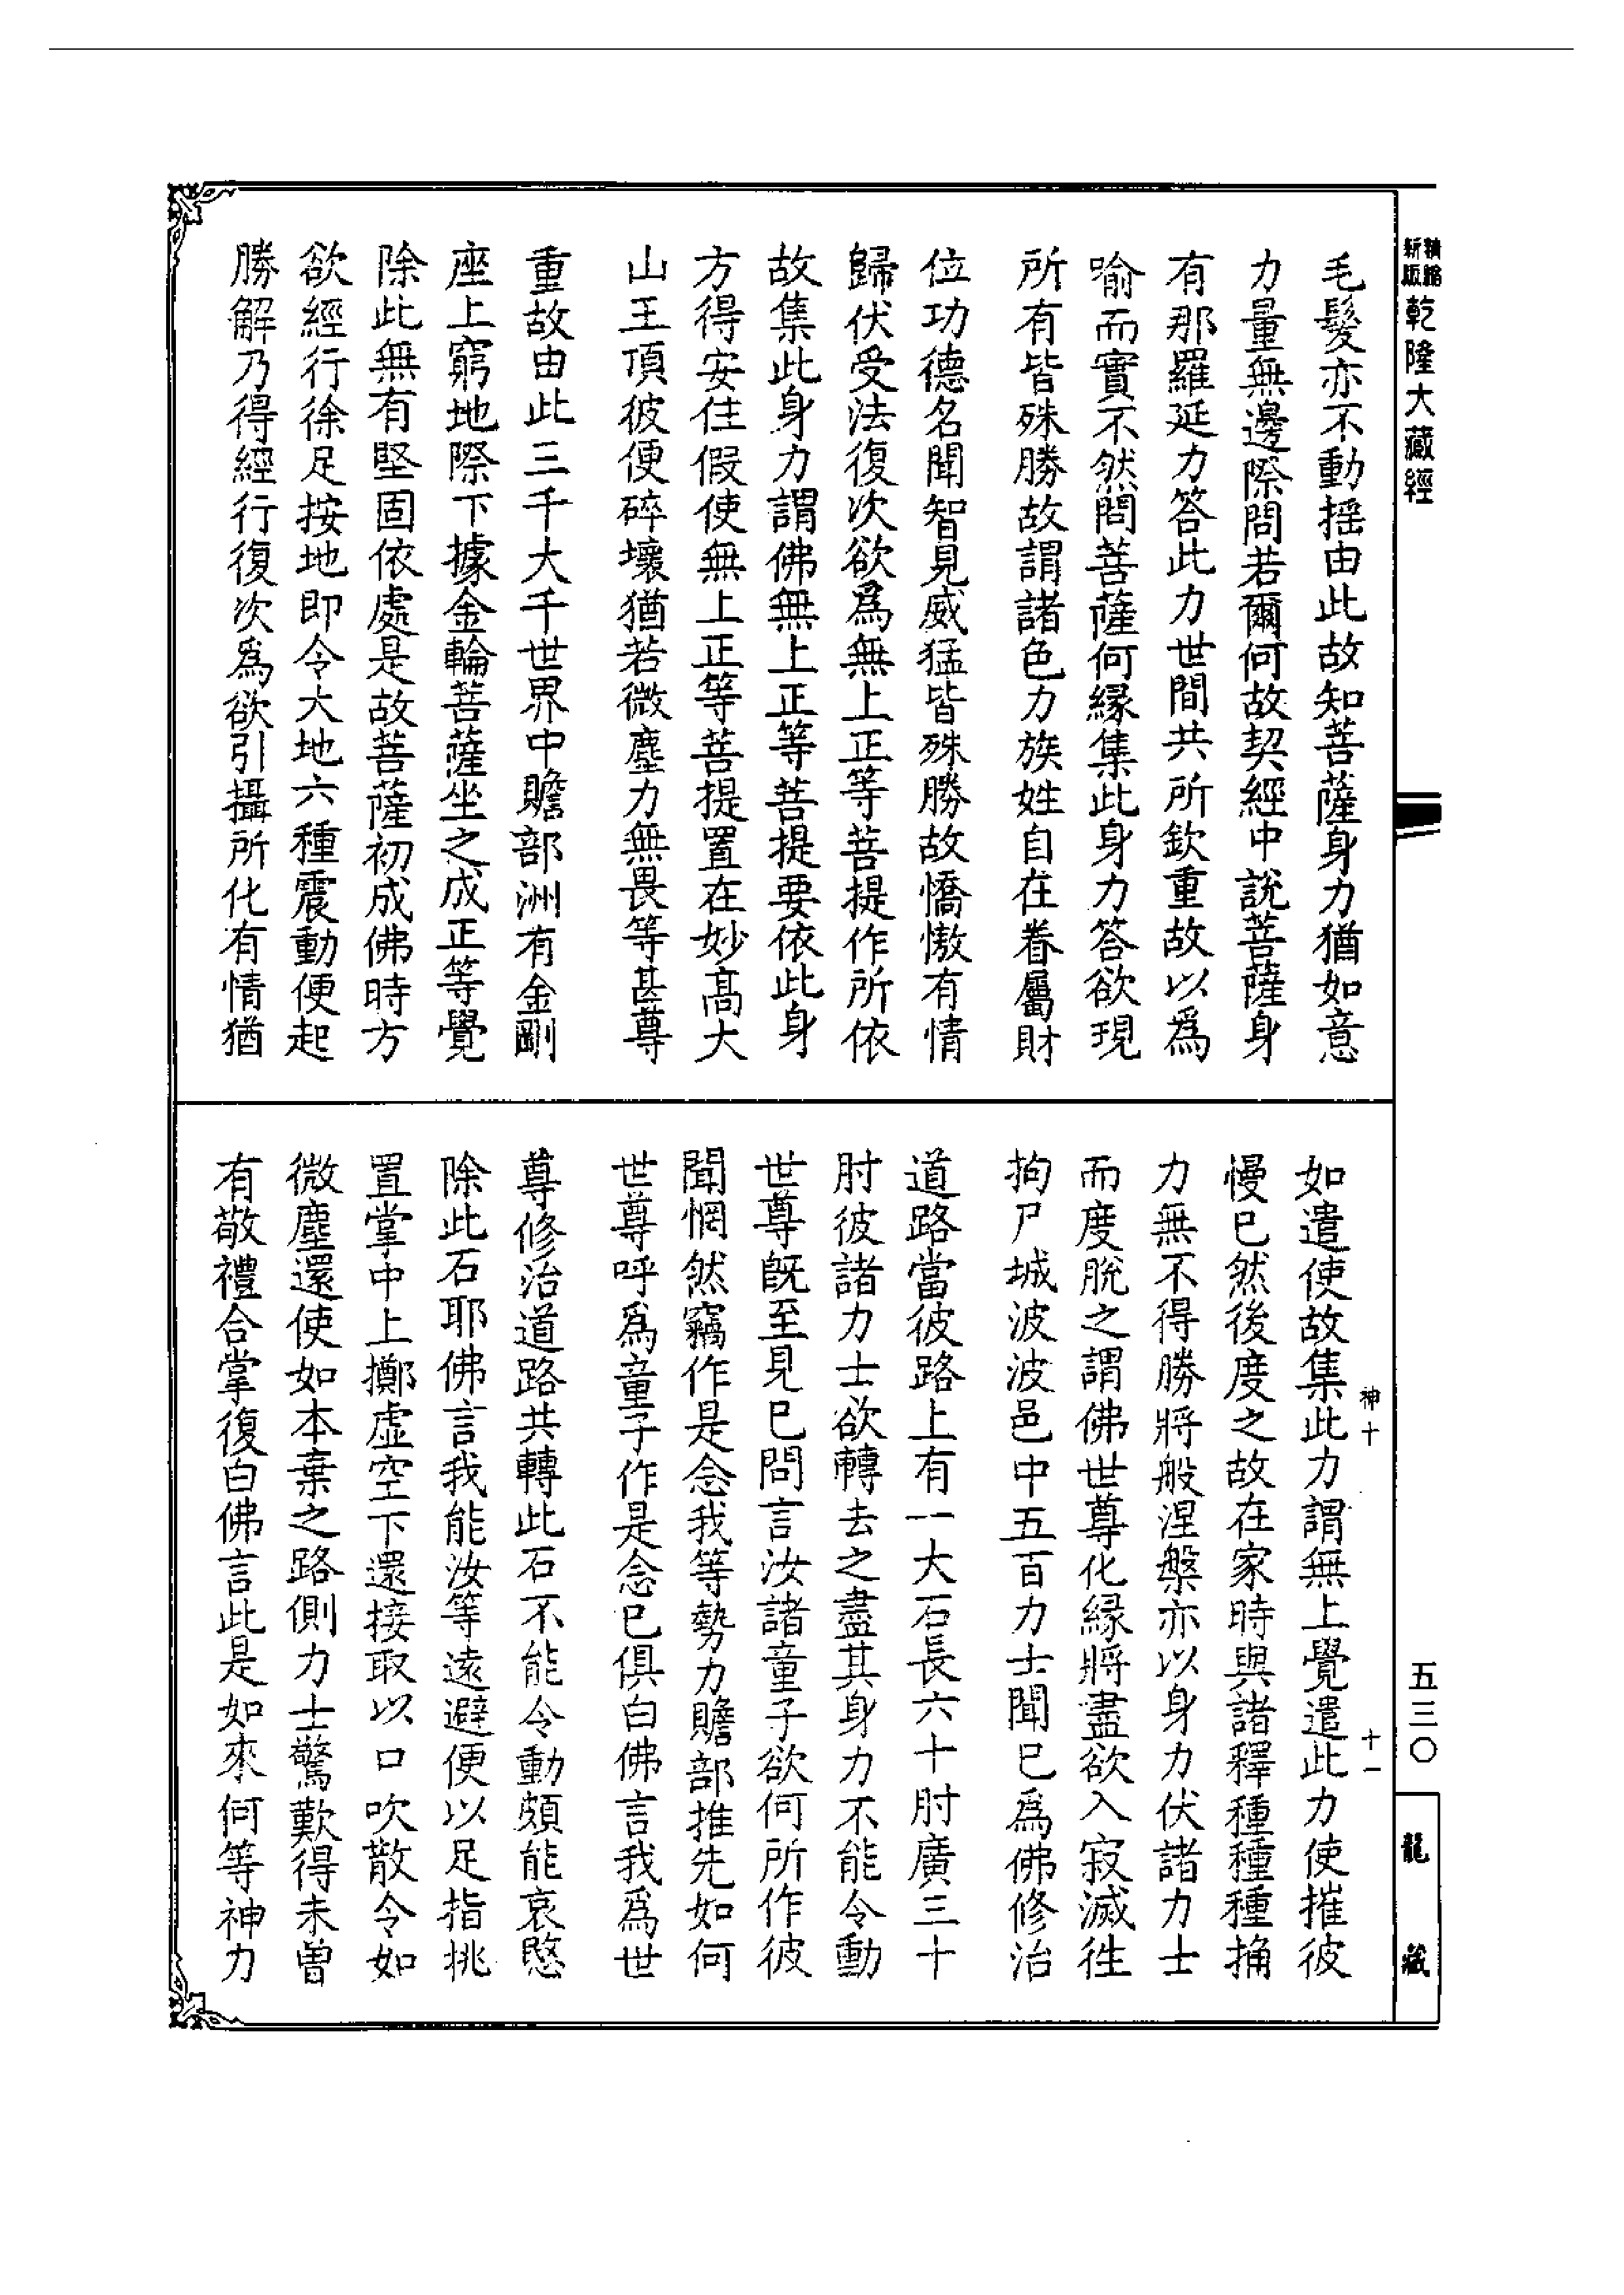 精縮新版乾隆大藏經
毛髮亦不動搖由此故知菩薩身力猶如意
力量無邊際問若爾何故契經中說菩薩身
有那羅延力答此力世間共所欽重故以爲
喻而實不然問菩薩何縁集此身力答欲現
所有皆殊勝故謂諸色力族姓自在眷屬財
位功德名聞智見威猛皆殊勝故憍慠有情
歸伏受法復次欲爲無上正等菩提作所依
故集此身力謂佛無上正等菩提要依此身
方得安住假使無上正等菩提置在妙高大
山王頂彼便碎壞猶若微塵力無畏等甚尊
重故由此三千大千世界中贍部洲有金剛
座上窮地際下據金輪菩薩坐之成正等覺
除此無有堅固依處是故菩薩初成佛時方
欲經行徐足按地即令大地六種震動便起
勝解乃得經行復次爲欲引攝所化有情猶
如遣使故集此力謂無上覺遣此力使摧彼
慢已然後度之故在家時與諸釋種種種捔
力無不得勝將般涅槃亦以身力伏諸力士
而度脫之謂佛世尊化縁將盡欲入寂滅徃
拘尸城波波邑中五百力士聞已爲佛修治
道路當彼路上有一大石長六十肘廣三十
肘彼諸力士欲轉去之盡其身力不能令動
世尊旣至見已問言汝諸童子欲何所作彼
聞惘然竊作是念我等勢力贍部推先如何
世尊呼爲童子作是念已俱白佛言我爲世
尊修治道路共轉此石不能令動頗能哀愍
除此石耶佛言我能汝等遠避便以足指挑
置掌中上擲虛空下還接取以口吹散令如
微塵還使如本棄之路側力士驚歎得未曾
有敬禮合掌復白佛言此是如來何等神力
神十
十一
五三〇
龍藏